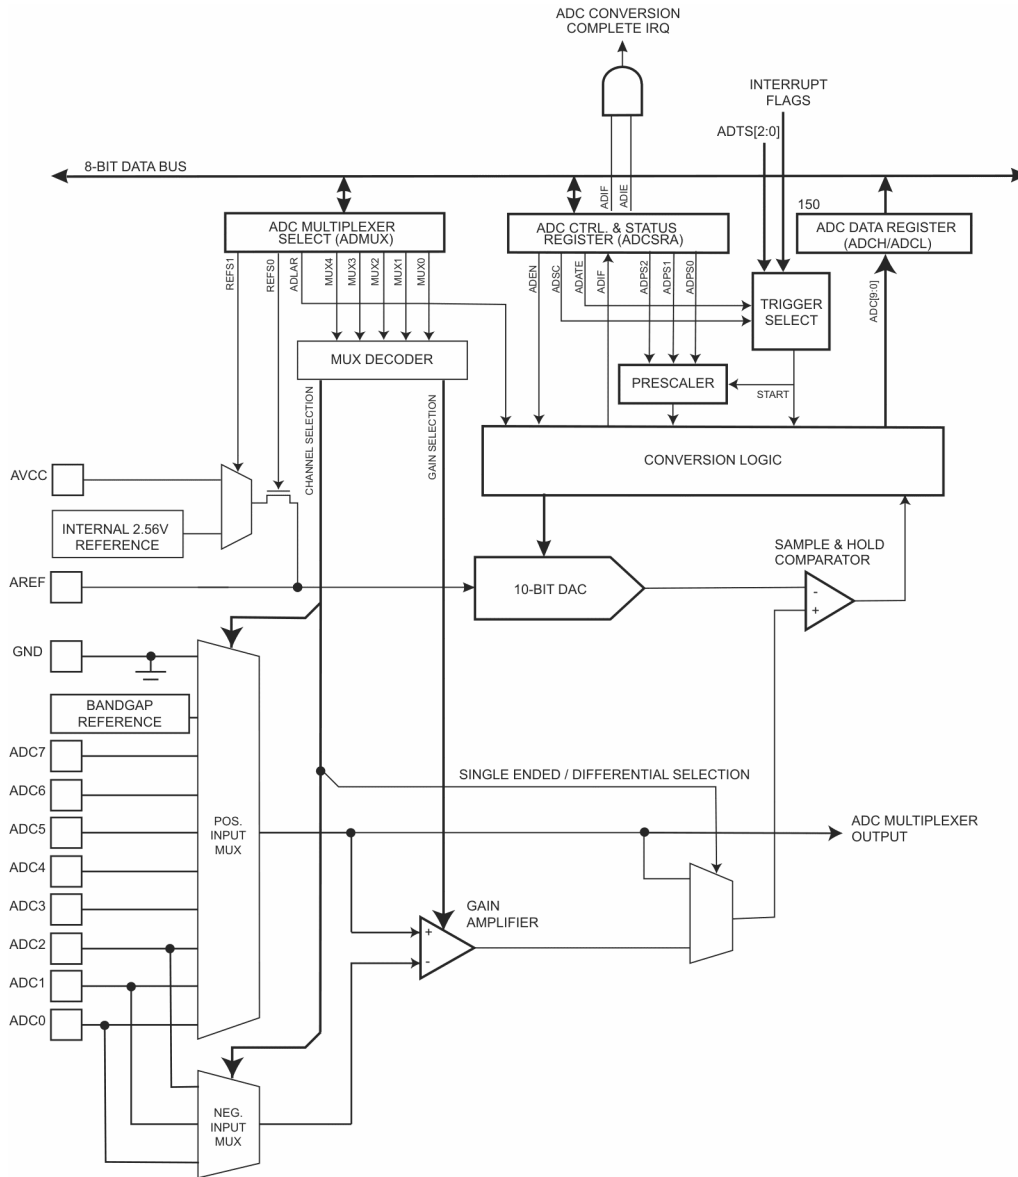 ADC CONVERSION
COMPLETE IRQ
INTERRUPT
FLAGS
ADTS[2:0]
8-BIT DATA BUS
ADIF
ADIE
150
ADC MULTIPLEXER
SELECT (ADMUX)
ADC CTRL. & STATUS
REGISTER (ADCSRA)
ADC DATA REGISTER
(ADCH/ADCL)
REFS1
REFS0
ADLAR
MUX4
MUX3
MUX2
MUX1
MUX0
ADEN
ADSC
ADATE
ADIF
ADPS2
ADPS1
ADPS0
ADC[9:0]
TRIGGER
SELECT
MUX DECODER
PRESCALER
START
CHANNEL SELECTION
GAIN SELECTION
CONVERSION LOGIC
AVCC
INTERNAL 2.56V
REFERENCE
SAMPLE & HOLD
COMPARATOR
AREF
10-BIT DAC
-
+
GND
BANDGAP
REFERENCE
ADC7
SINGLE ENDED / DIFFERENTIAL SELECTION
ADC6
ADC5
POS.
INPUT
MUX
ADC MULTIPLEXER
OUTPUT
ADC4
ADC3
GAIN
AMPLIFIER
+
-
ADC2
ADC1
ADC0
NEG.
INPUT
MUX